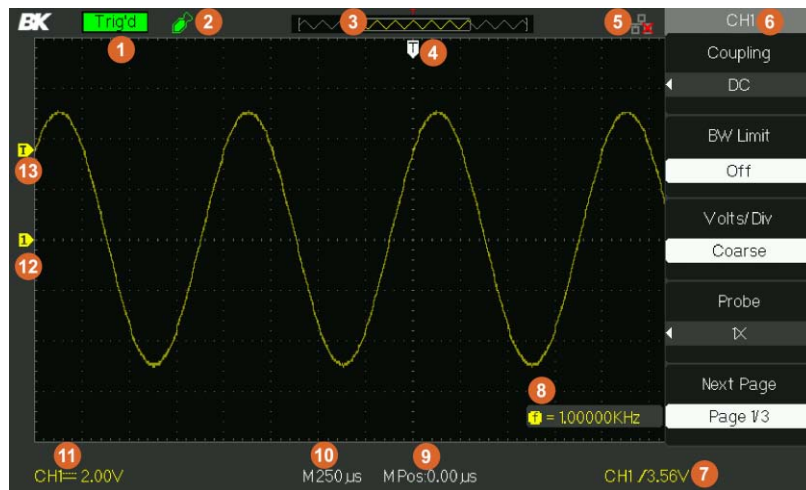 BK Trig'd 2 3 5 CH1 6
1 T 4
Coupling
DC
BW Limit
Off
T
13
Volts/Div
Coarse
1
12
Probe
1X
8
f = 1.00000KHz
Next Page
Page 1/3
11 10 9
CH1 2.00V M250µs MPos:0.00µs CH1 /3.56V 7